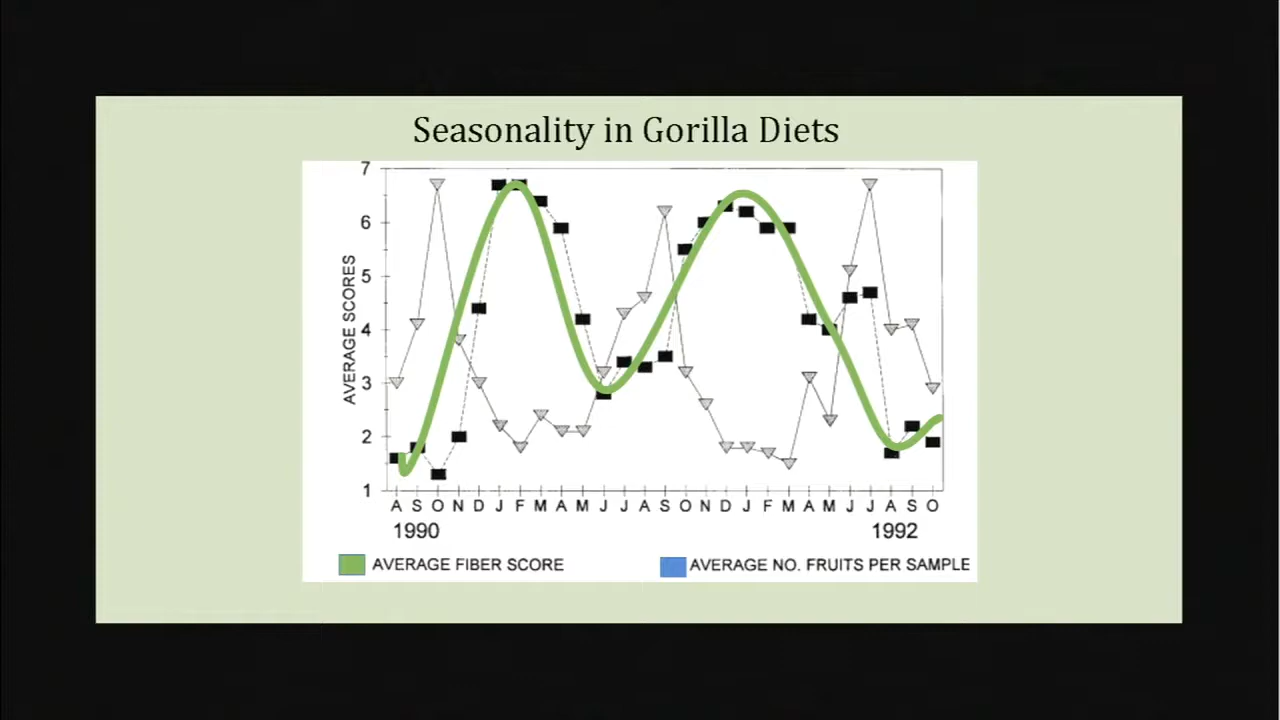 Seasonality in Gorilla Diets
7
6
5
4
3
2
1
AVERAGE SCORES
A S O N D J F M A M J J A S O N D J F M A M J J A S O
1990 1992
AVERAGE FIBER SCORE AVERAGE NO. FRUITS PER SAMPLE